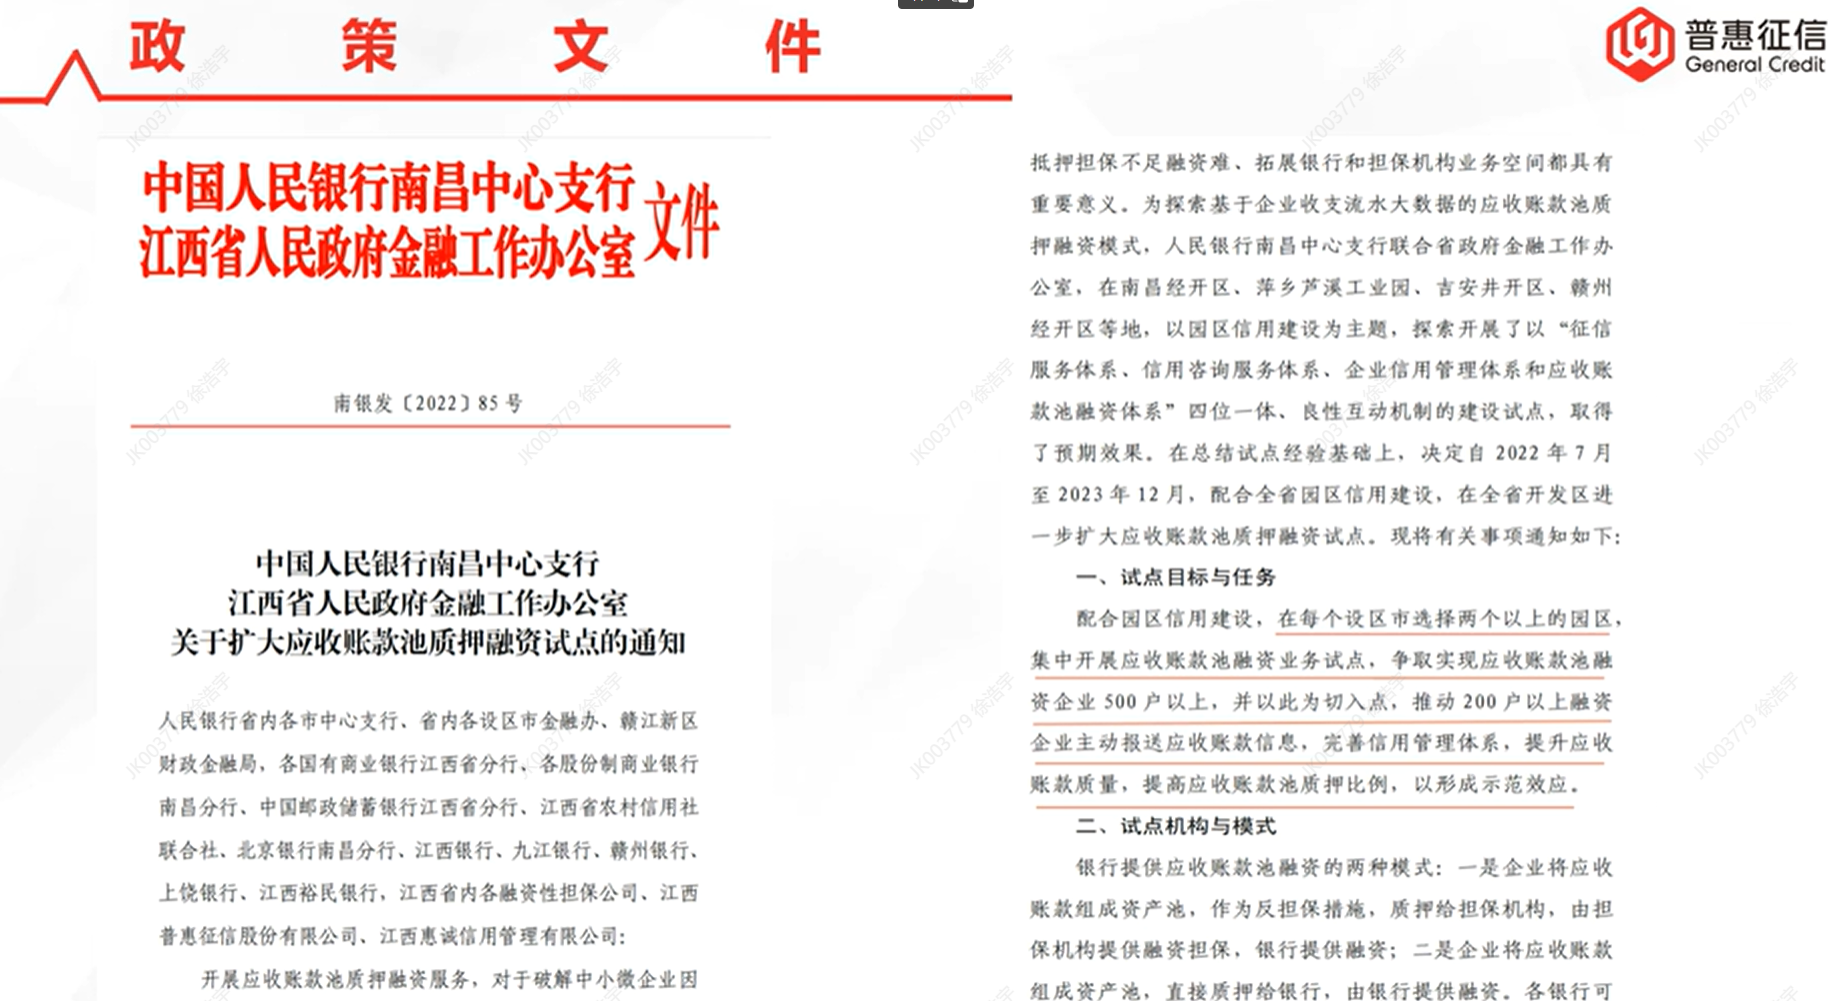 政策文件
普惠征信
General Credit
中国人民银行南昌中心支行
江西省人民政府金融工作办公室
文件
南银发〔2022〕85号
中国人民银行南昌中心支行
江西省人民政府金融工作办公室
关于扩大应收账款池质押融资试点的通知
人民银行省内各市中心支行、省内各设区市金融办、赣江新区
财政金融局，各国有商业银行江西省分行、各股份制商业银行
南昌分行、中国邮政储蓄银行江西省分行、江西省农村信用社
联合社、北京银行南昌分行、江西银行、九江银行、赣州银行、
上饶银行、江西裕民银行，江西省内各融资性担保公司、江西
普惠征信股份有限公司、江西惠诚信用管理有限公司：
开展应收账款池质押融资服务，对于破解中小微企业因
抵押担保不足融资难、拓展银行和担保机构业务空间都具有
重要意义。为探索基于企业收支流水大数据的应收账款池质
押融资模式，人民银行南昌中心支行联合省政府金融工作办
公室，在南昌经开区、萍乡芦溪工业园、吉安井开区、赣州
经开区等地，以园区信用建设为主题，探索开展了以“征信
服务体系、信用咨询服务体系、企业信用管理体系和应收账
款池融资体系”四位一体、良性互动机制的建设试点，取得
了预期效果。在总结试点经验基础上，决定自2022年7月
至2023年12月，配合全省园区信用建设，在全省开发区进
一步扩大应收账款池质押融资试点。现将有关事项通知如下：
一、试点目标与任务
配合园区信用建设，在每个设区市选择两个以上的园区，
集中开展应收账款池融资业务试点，争取实现应收账款池融
资企业500户以上，并以此为切入点，推动200户以上融资
企业主动报送应收账款信息，完善信用管理体系，提升应收
账款质量，提高应收账款池质押比例，以形成示范效应。
二、试点机构与模式
银行提供应收账款池融资的两种模式：一是企业将应收
账款组成资产池，作为反担保措施，质押给担保机构，由担
保机构提供融资担保，银行提供融资；二是企业将应收账款
组成资产池，直接质押给银行，由银行提供融资。各银行可
JK003779 徐浩宇